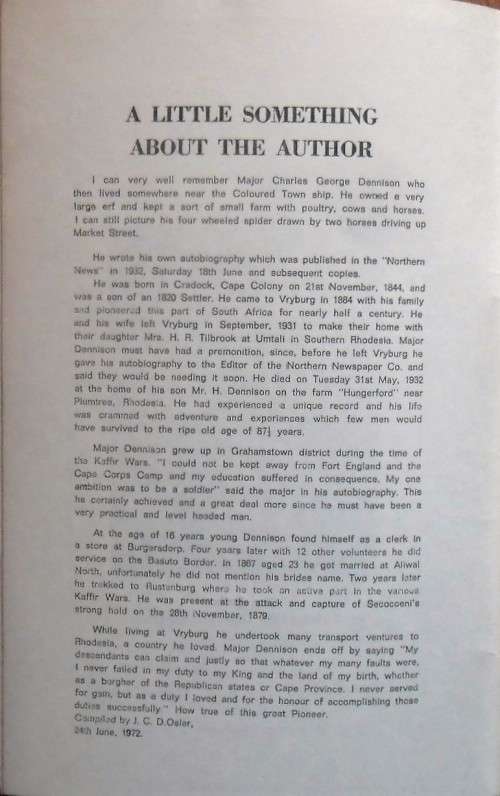 A LITTLE SOMETHING
ABOUT THE AUTHOR
I can very well remember Major Charles George Dennison who
then lived somewhere near the Coloured Town ship. He owned a very
large erf and kept a sort of small farm with poultry, cows and horses.
I can still picture his four wheeled spider drawn by two horses driving up
Market Street.
He wrote his own autobiography which was published in the "Northern
News" in 1932, Saturday 18th June and subsequent copies.
He was born in Cradock, Cape Colony on 21st November, 1844, and
was a son of an 1820 Settler. He came to Vryburg in 1884 with his family
and pioneered this part of South Africa for nearly half a century. He
and his wife left Vryburg in September, 1931 to make their home with
their daughter Mrs. H. R. Tilbrook at Umtali in Southern Rhodesia. Major
Dennison must have had a premonition, since, before he left Vryburg he
gave his autobiography to the Editor of the Northern Newspaper Co. and
said they would be needing it soon. He died on Tuesday 31st May, 1932
at the home of his son Mr. H. Dennison on the farm "Hungerford" near
Plumtree, Rhodesia. He had experienced a unique record and his life
was crammed with adventure and experiences which few men would
have survived to the ripe old age of 87½ years.
Major Dennison grew up in Grahamstown district during the time of
the Kaffir Wars. "I could not be kept away from Fort England and the
Cape Corps Camp and my education suffered in consequence. My one
ambition was to be a soldier" said the major in his autobiography. This
he certainly achieved and a great deal more since he must have been a
very practical and level headed man.
At the age of 16 years young Dennison found himself as a clerk in
a store at Burgersdorp. Four years later with 12 other volunteers he did
service on the Basuto Border. In 1867 aged 23 he got married at Aliwal
North, unfortunately he did not mention his brides name. Two years later
he trekked to Rustenburg where he took an active part in the various
Kaffir Wars. He was present at the attack and capture of Secocoeni's
strong hold on the 28th November, 1879.
While living at Vryburg he undertook many transport ventures to
Rhodesia, a country he loved. Major Dennison ends off by saying "My
descendants can claim and justly so that whatever my many faults were,
I never failed in my duty to my King and the land of my birth, whether
as a burgher of the Republican states or Cape Province. I never served
for gain, but as a duty I loved and for the honour of accomplishing those
duties successfully." How true of this great Pioneer.
Compiled by J. C. D.Osler,
24th June, 1972.